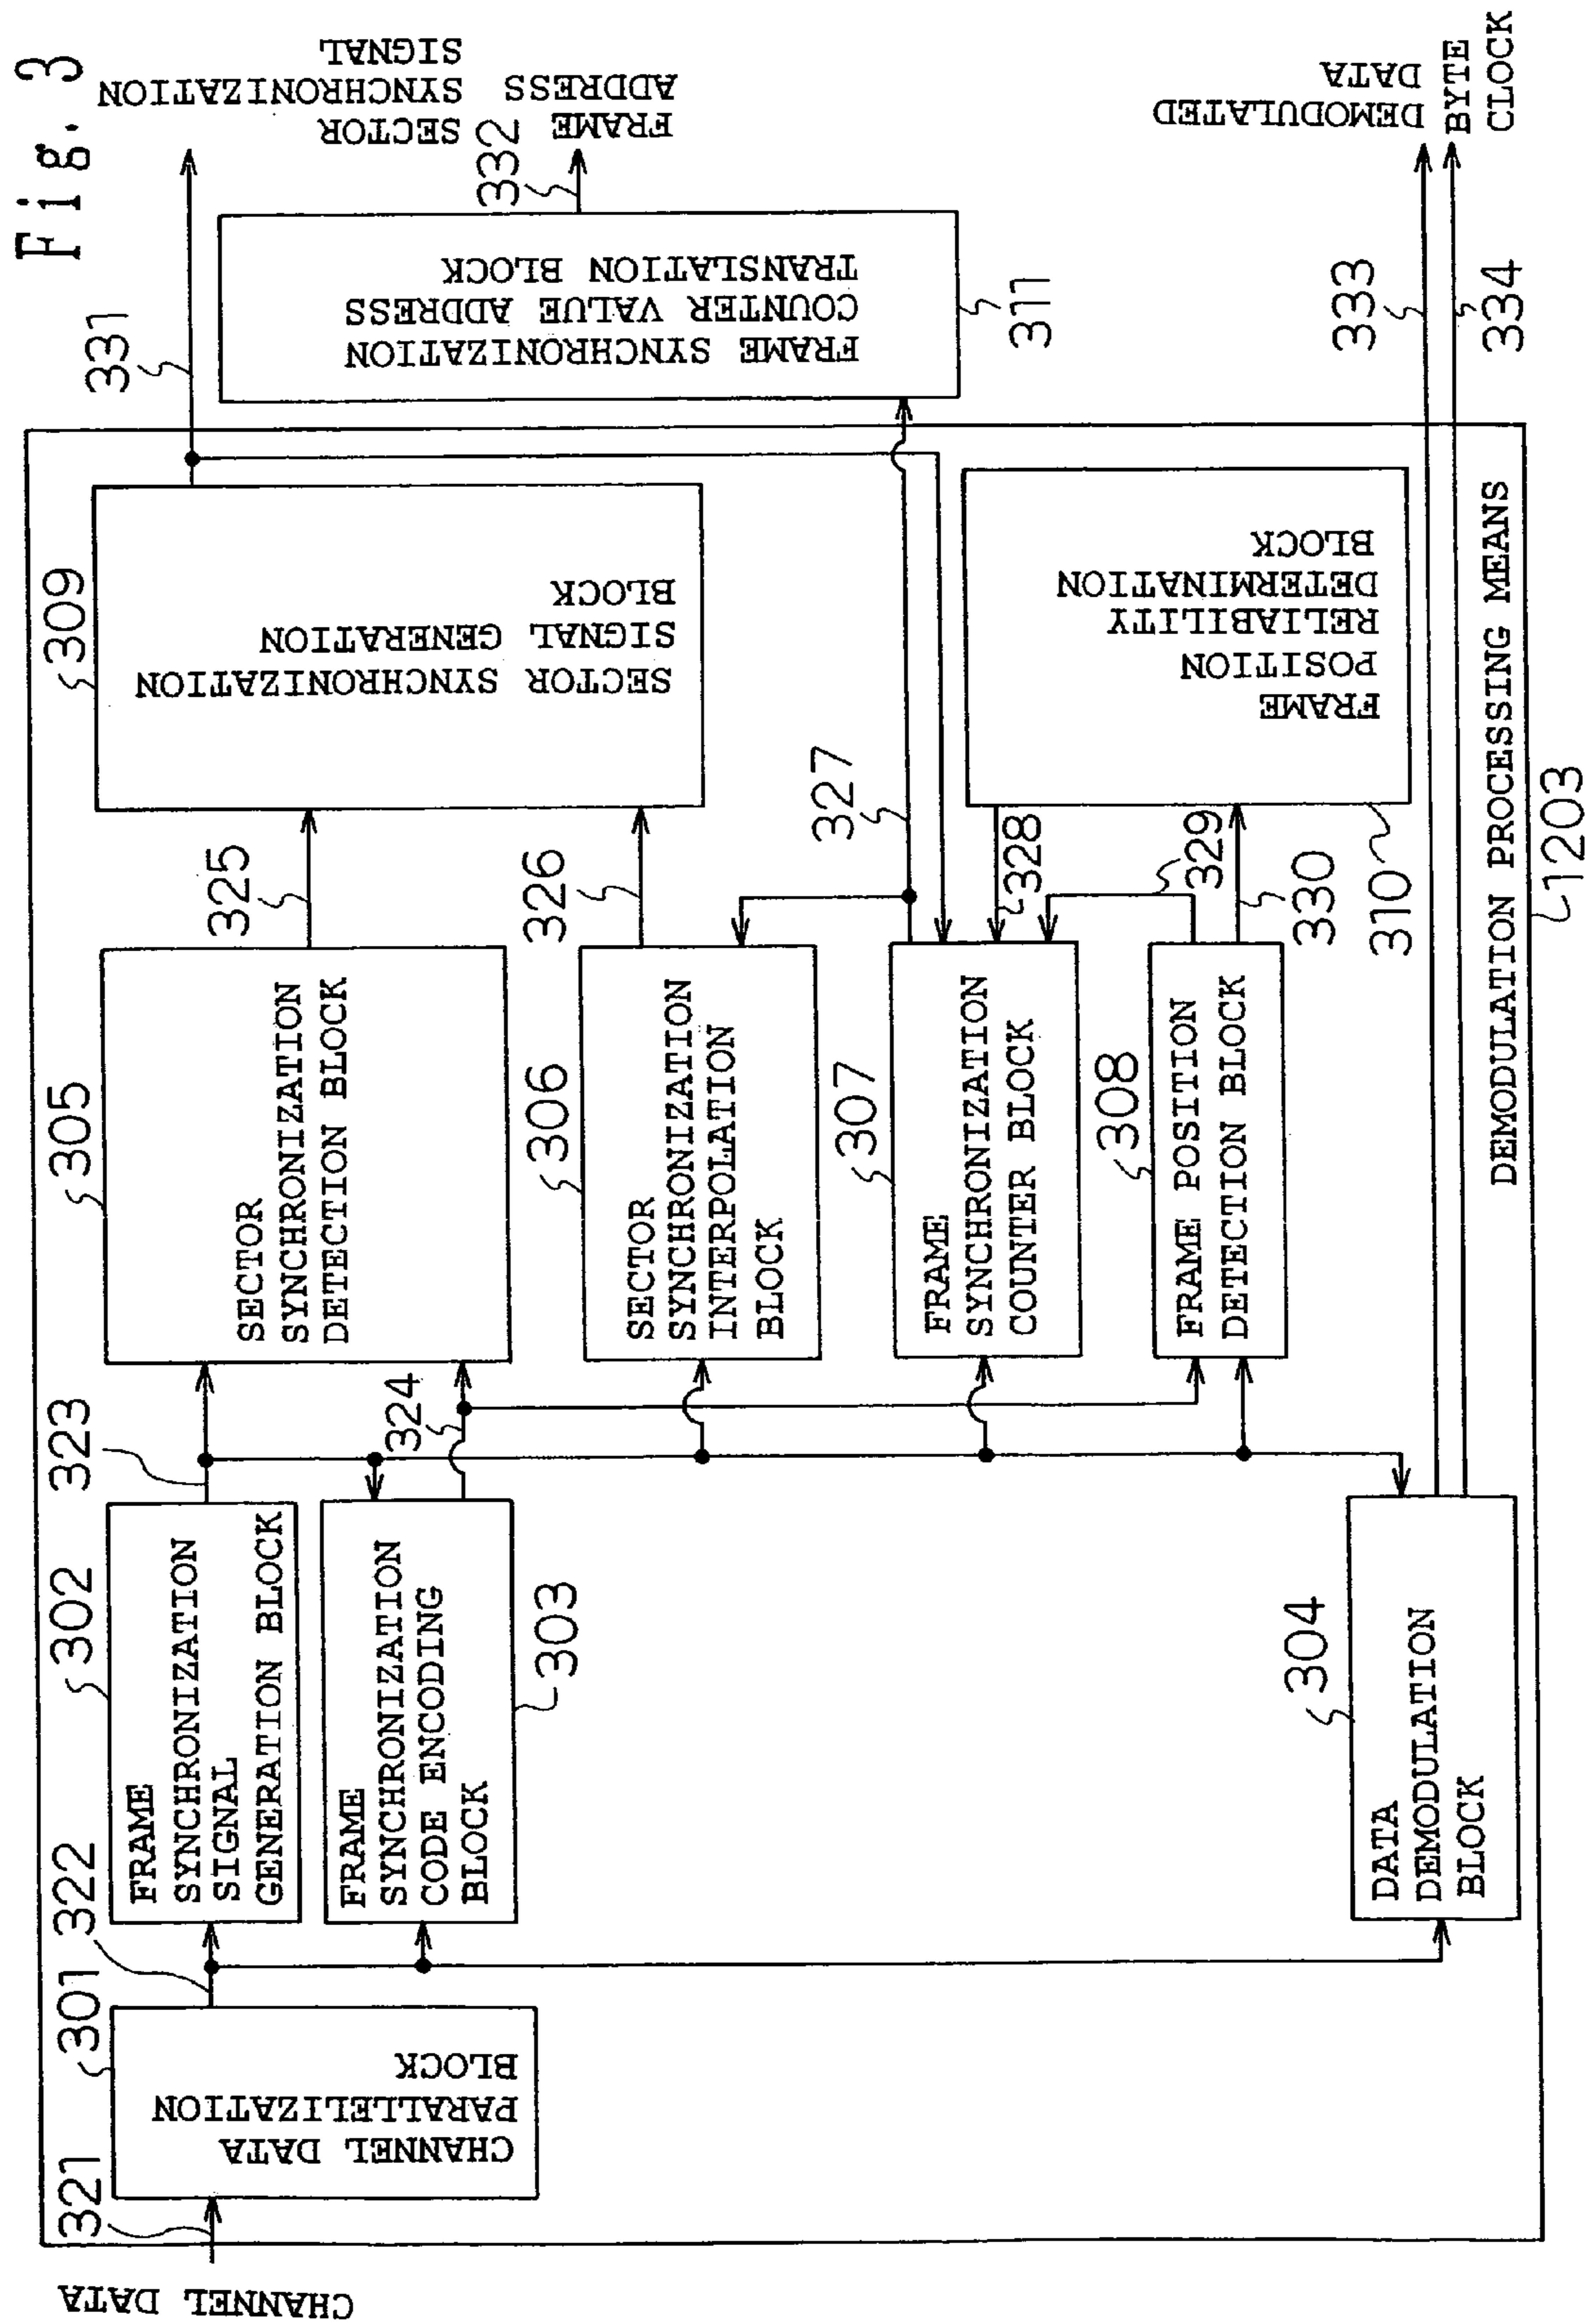 Fig. 3
CHANNEL DATA
321
301
CHANNEL DATA
PARALLELIZATION
BLOCK
322
302
FRAME
SYNCHRONIZATION
SIGNAL
GENERATION BLOCK
323
FRAME
SYNCHRONIZATION
CODE ENCODING
BLOCK
303
324
304
DATA
DEMODULATION
BLOCK
305
SECTOR
SYNCHRONIZATION
DETECTION BLOCK
325
306
SECTOR
SYNCHRONIZATION
INTERPOLATION
BLOCK
326
307
FRAME
SYNCHRONIZATION
COUNTER BLOCK
327
328
308
FRAME POSITION
DETECTION BLOCK
329
330
309
SECTOR SYNCHRONIZATION
SIGNAL GENERATION
BLOCK
FRAME
POSITION
RELIABILITY
DETERMINATION
BLOCK
310
DEMODULATION PROCESSING MEANS
1203
331
SECTOR
SYNCHRONIZATION
SIGNAL
FRAME SYNCHRONIZATION
COUNTER VALUE ADDRESS
TRANSLATION BLOCK
311
332
FRAME
ADDRESS
333
DEMODULATED
DATA
334
BYTE
CLOCK